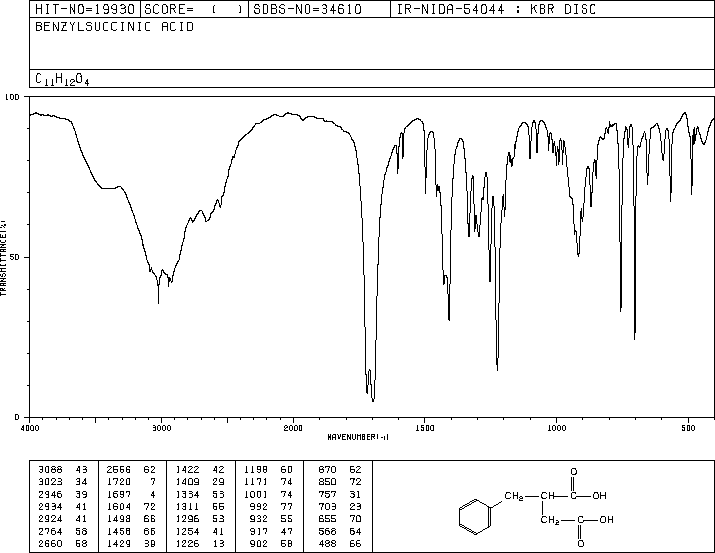 HIT-NO=19930 SCORE= ( ) SDBS-NO=34610 IR-NIDA-54044 : KBR DISC
BENZYLSUCCINIC ACID
C11H12O4
100
50
0
TRANSMITTANCE(%)
4000 3000 2000 1500 1000 500
WAVENUMBER(-1)
3088 43 2556 62 1422 42 1198 60 870 62
3023 34 1720 7 1409 29 1171 74 850 72
2946 39 1697 4 1334 53 1001 74 757 31
2934 41 1604 72 1311 55 992 77 703 23
2924 41 1498 66 1296 53 932 55 655 70
2764 58 1458 66 1254 41 917 47 568 64
2660 58 1429 39 1226 13 902 58 488 66
O
CH2 CH C OH
CH2 C OH
O